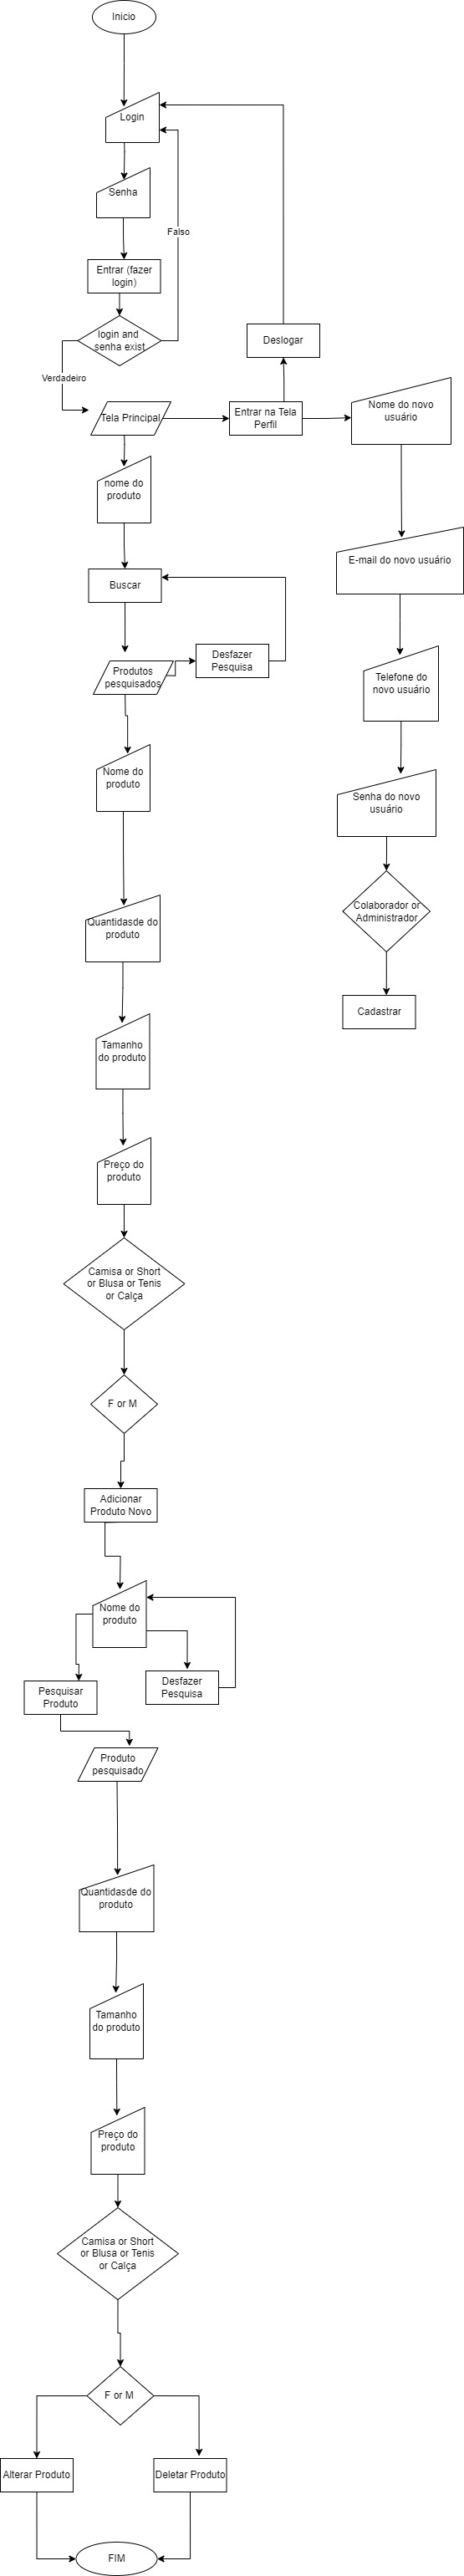 Inicio
Login
Senha
Falso
Entrar (fazer
login)
login and
senha exist
Deslogar
Verdadeiro
Tela Principal
Entrar na Tela
Perfil
Nome do novo
usuário
nome do
produto
E-mail do novo usuário
Buscar
Desfazer
Pesquisa
Produtos
pesquisados
Telefone do
novo usuário
Nome do
produto
Senha do novo
usuário
Colaborador or
Administrador
Quantidasde do
produto
Cadastrar
Tamanho
do produto
Preço do
produto
Camisa or Short
or Blusa or Tenis
or Calça
F or M
Adicionar
Produto Novo
Nome do
produto
Pesquisar
Produto
Desfazer
Pesquisa
Produto
pesquisado
Quantidasde do
produto
Tamanho
do produto
Preço do
produto
Camisa or Short
or Blusa or Tenis
or Calça
F or M
Alterar Produto
Deletar Produto
FIM